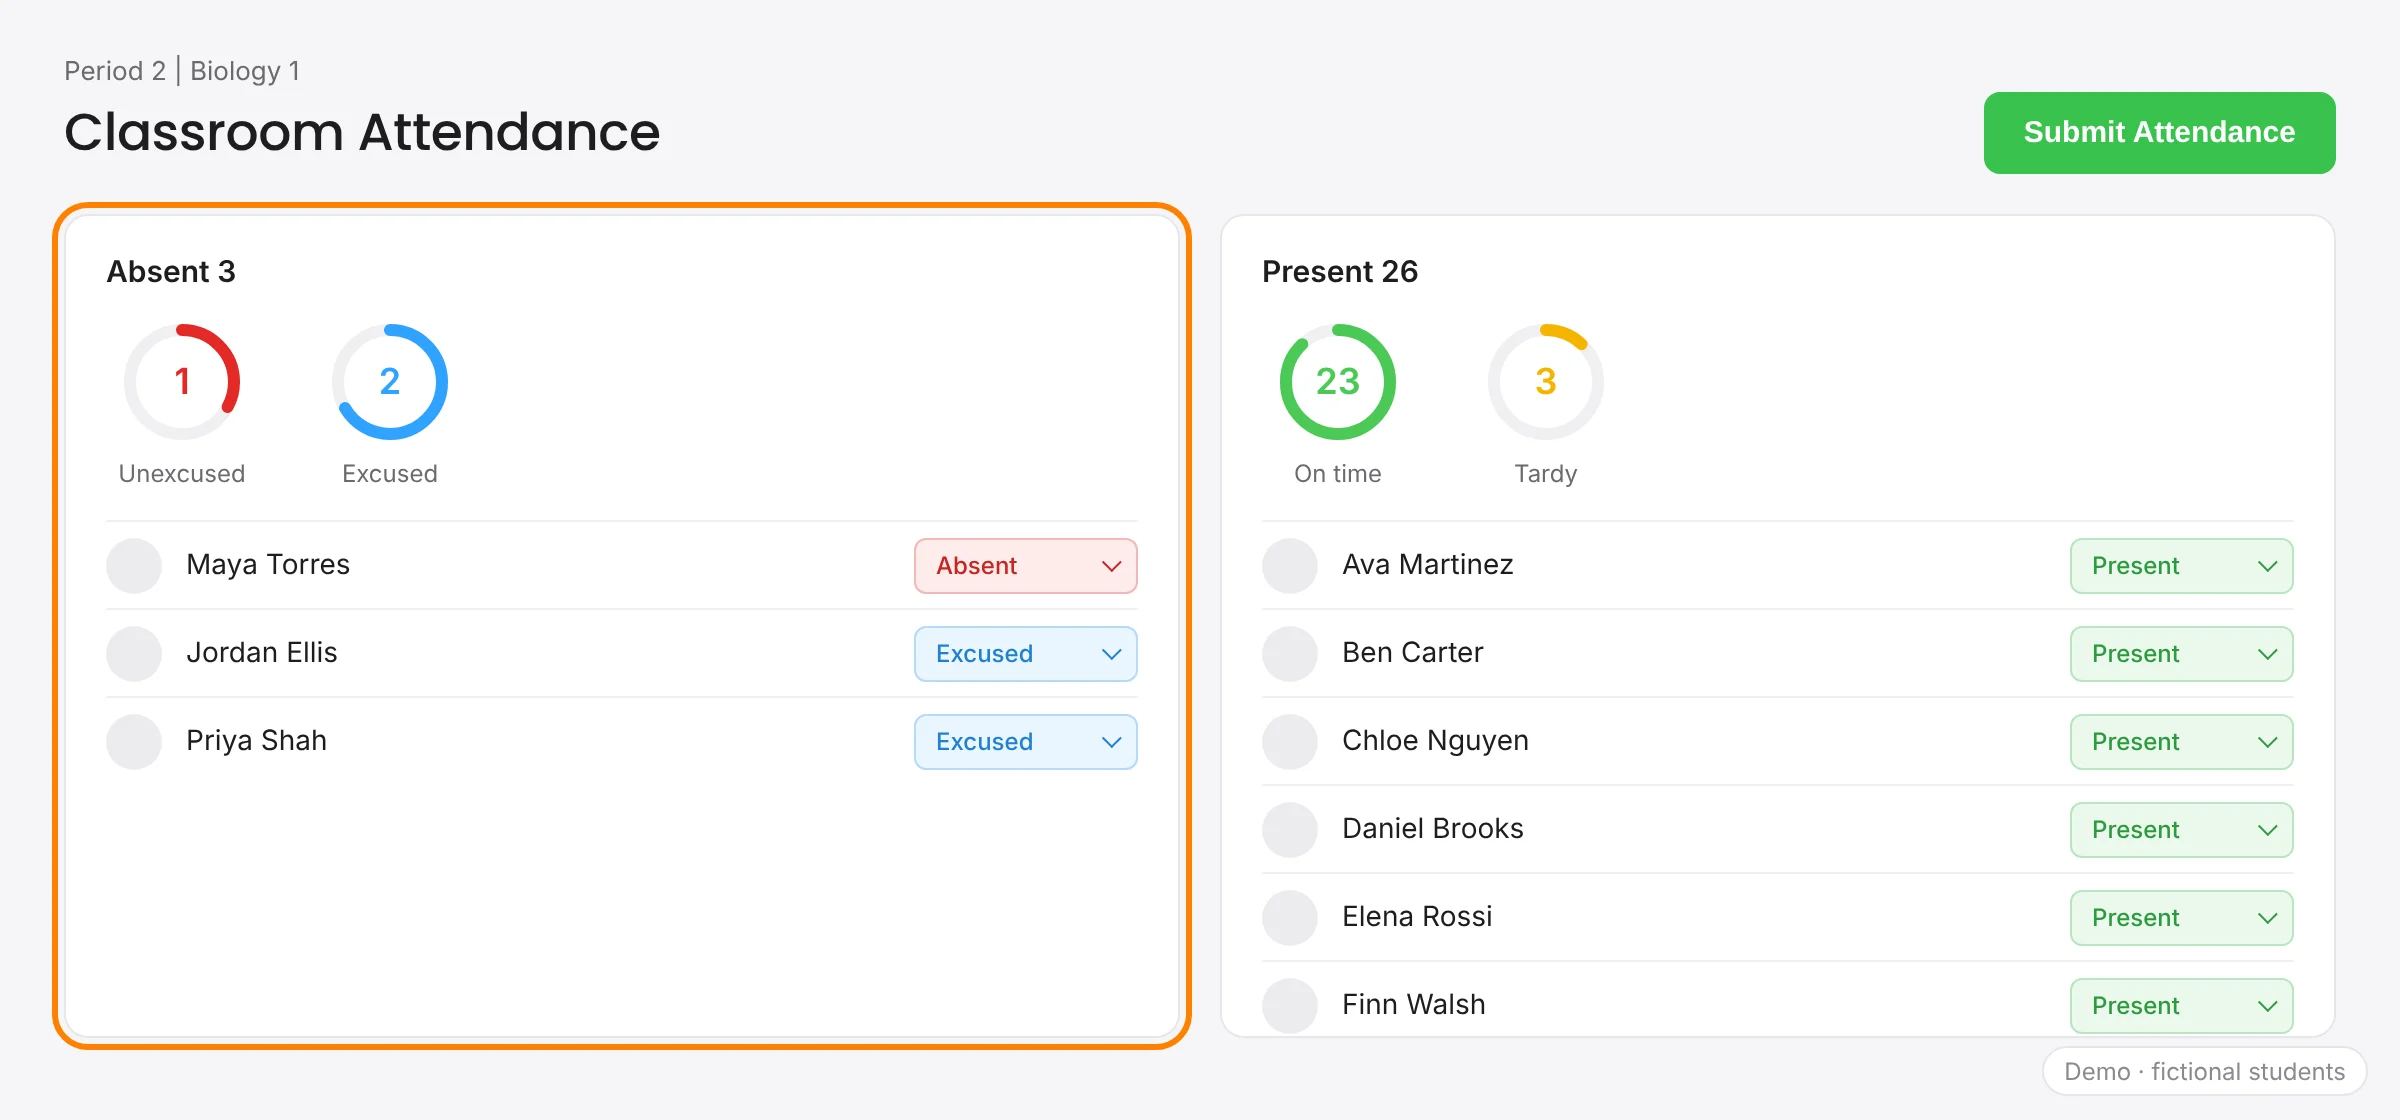 Period 2 | Biology 1
Classroom Attendance
Submit Attendance
Absent 3
1
2
Unexcused
Excused
Maya Torres
Absent
Jordan Ellis
Excused
Priya Shah
Excused
Present 26
23
3
On time
Tardy
Ava Martinez
Present
Ben Carter
Present
Chloe Nguyen
Present
Daniel Brooks
Present
Elena Rossi
Present
Finn Walsh
Present
Demo · fictional students